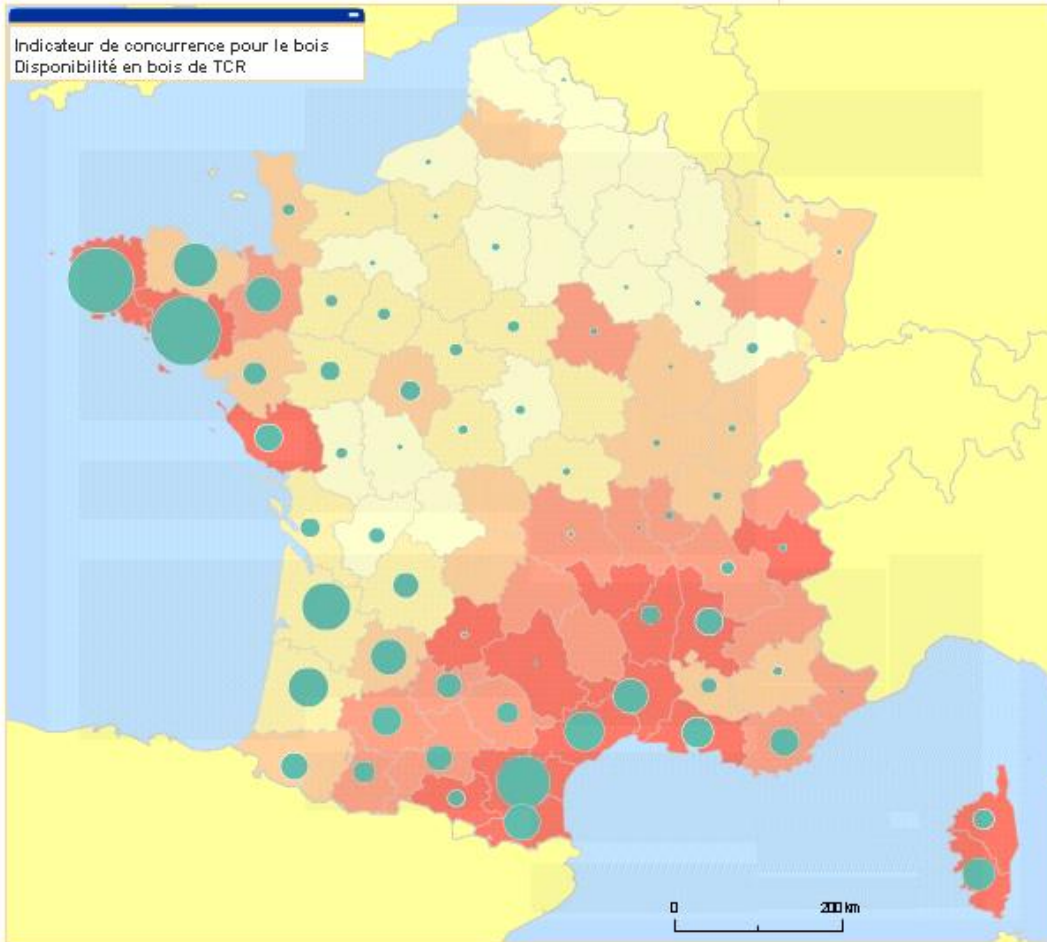 Indicateur de concurrence pour le bois
Disponibilité en bois de TCR
0 200 km